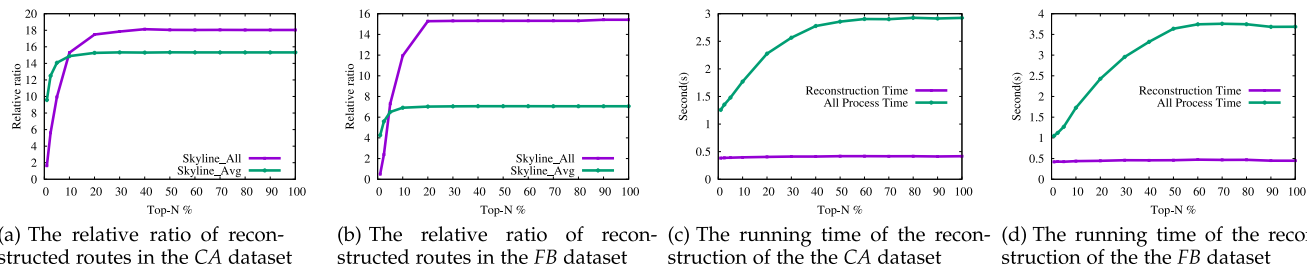 20
18
16
14
12
10
8
6
4
2
0
Relative ratio
Skyline_All
Skyline_Avg
0 10 20 30 40 50 60 70 80 90 100
Top-N %
(a) The relative ratio of recon-
structed routes in the CA dataset
16
14
12
10
8
6
4
2
0
Relative ratio
Skyline_All
Skyline_Avg
0 10 20 30 40 50 60 70 80 90 100
Top-N %
(b) The relative ratio of recon-
structed routes in the the FB dataset
3
2.5
2
1.5
1
0.5
0
Second(s)
Reconstruction Time
All Process Time
0 10 20 30 40 50 60 70 80 90 100
Top-N %
(c) The running time of the recon-
struction of the the CA dataset
4
3.5
3
2.5
2
1.5
1
0.5
0
Second(s)
Reconstruction Time
All Process Time
0 10 20 30 40 50 60 70 80 90 100
Top-N %
(d) The running time of the recon
struction of the the FB dataset